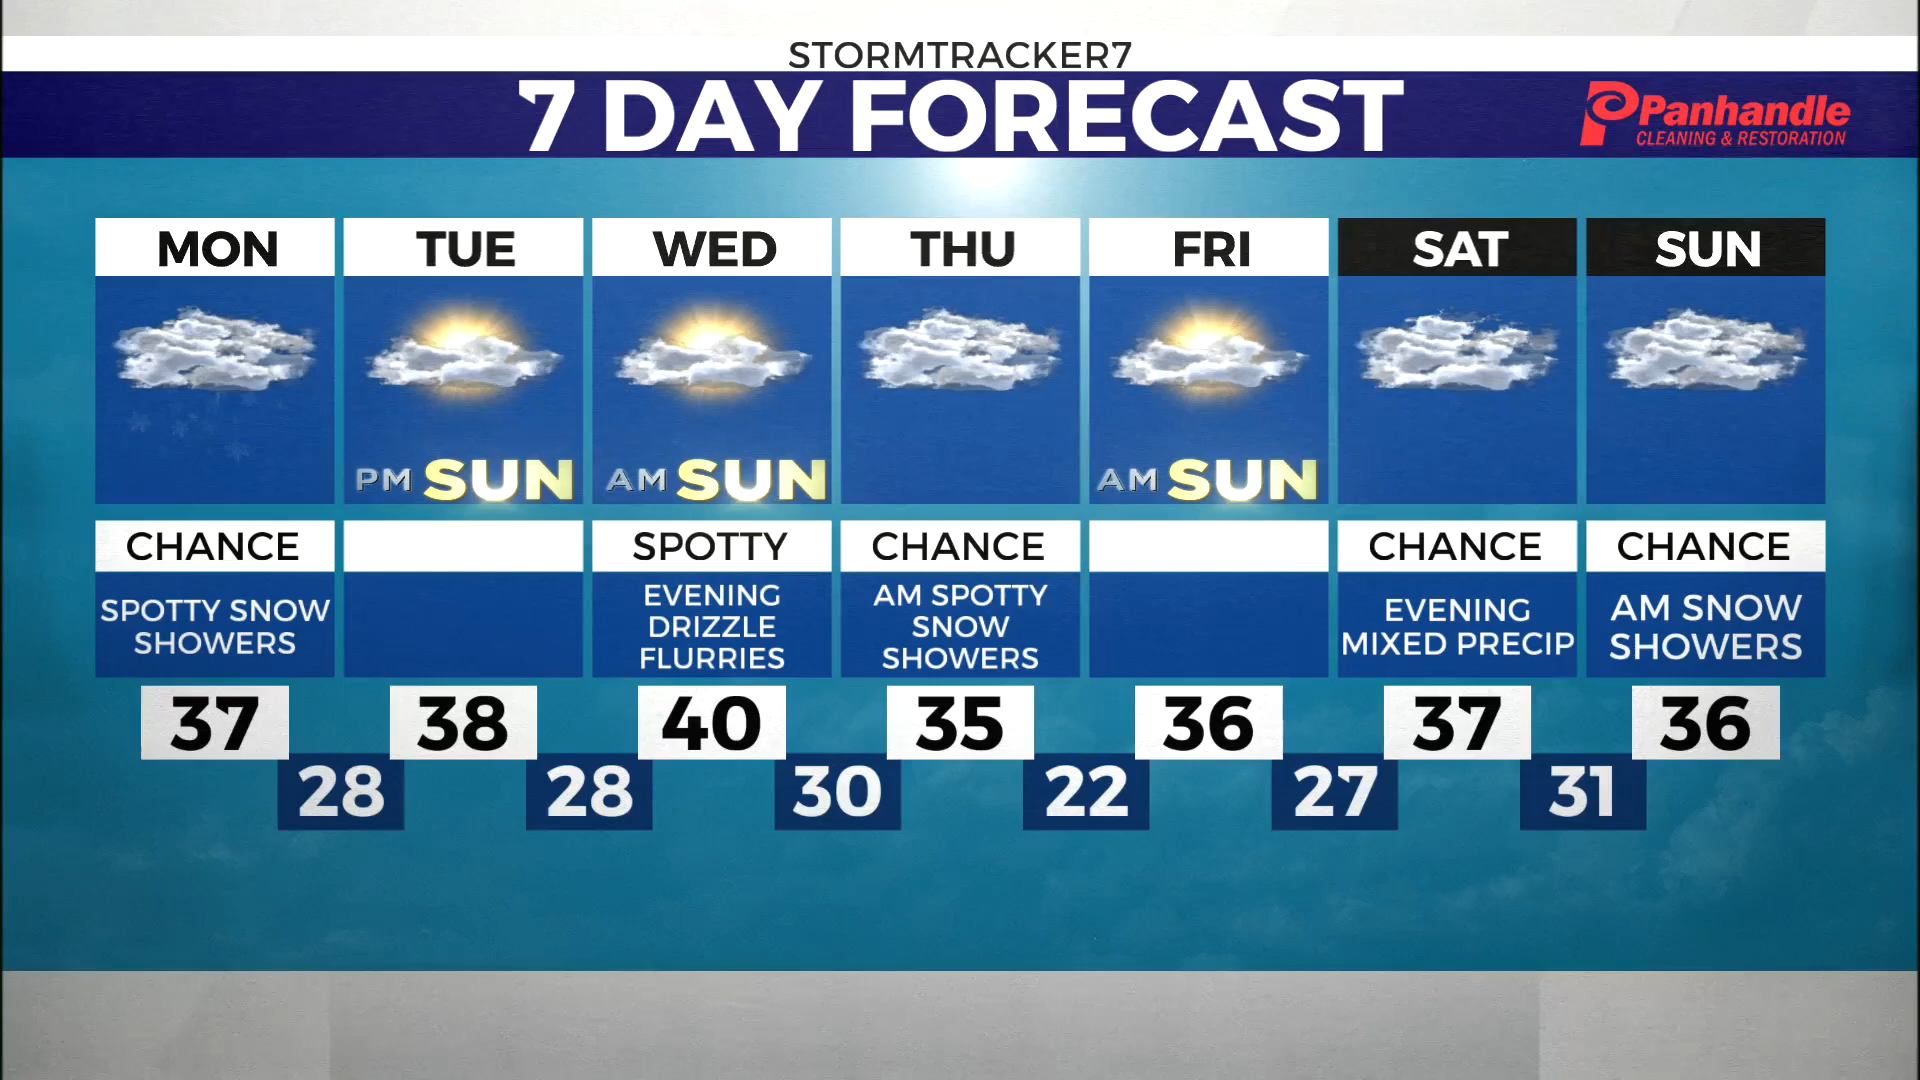 STORMTRACKER7
7 DAY FORECAST
Panhandle
CLEANING & RESTORATION
MON
TUE
WED
THU
FRI
SAT
SUN
PM SUN
AM SUN
AM SUN
CHANCE
SPOTTY SNOW
SHOWERS
SPOTTY
EVENING
DRIZZLE
FLURRIES
CHANCE
AM SPOTTY
SNOW
SHOWERS
CHANCE
EVENING
MIXED PRECIP
CHANCE
AM SNOW
SHOWERS
37
38
40
35
36
37
36
28
28
30
22
27
31